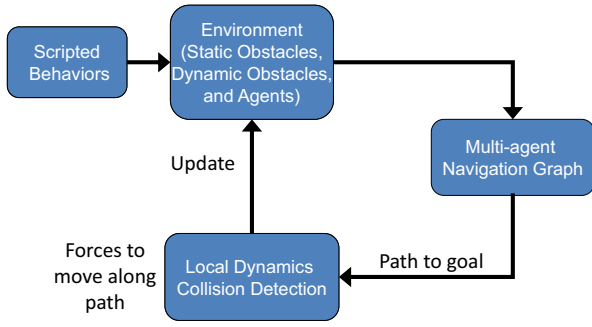 Scripted
Behaviors
Environment
(Static Obstacles,
Dynamic Obstacles,
and Agents)
Multi-agent
Navigation Graph
Update
Forces to
move along
path
Local Dynamics
Collision Detection
Path to goal